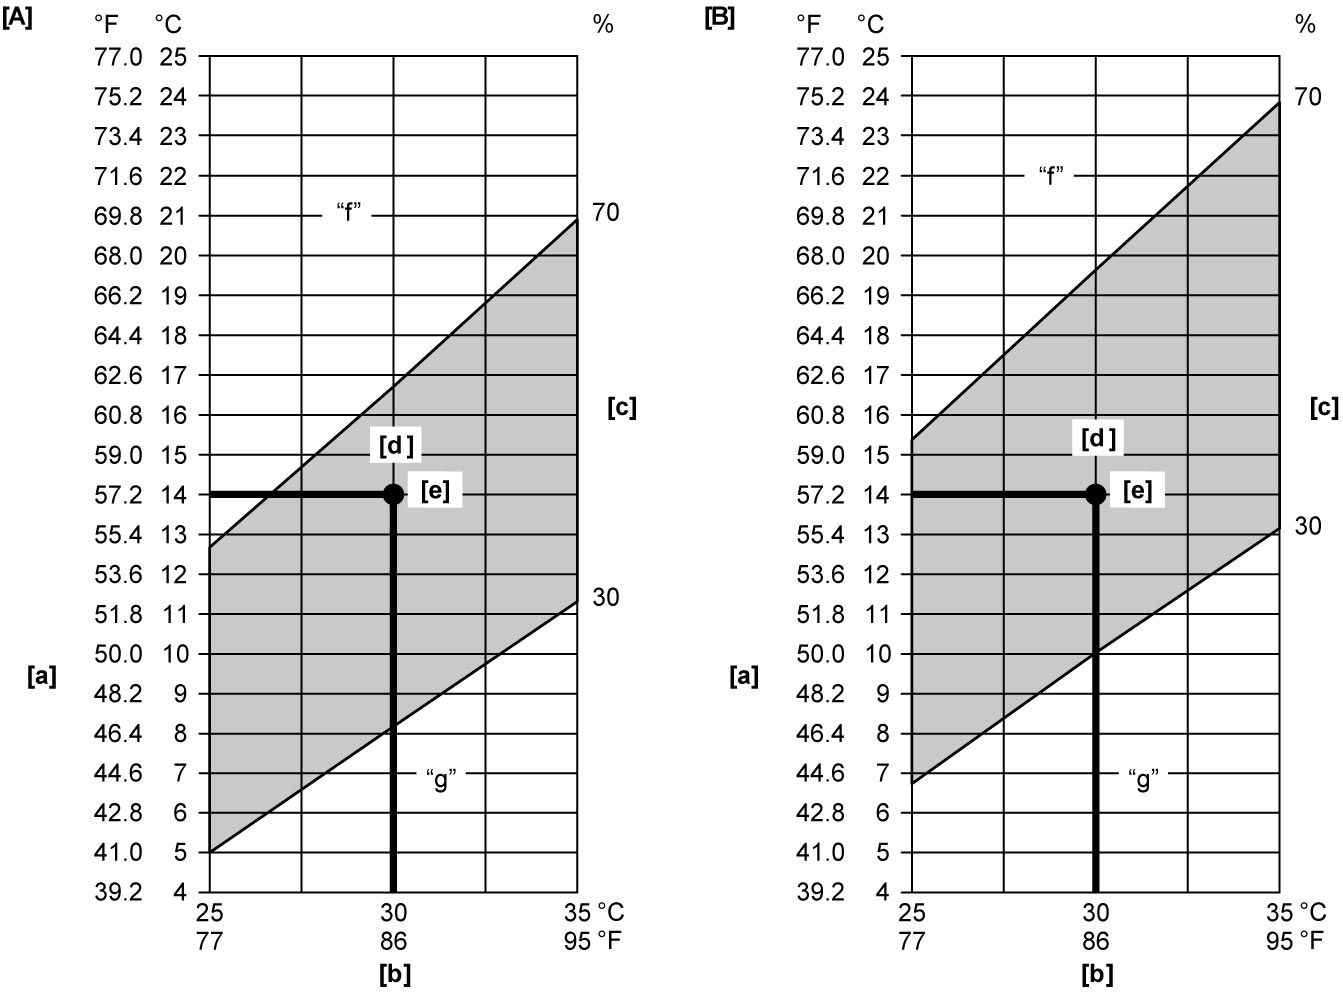 [A] °F °C %
77.0 25
75.2 24
73.4 23
71.6 22
“f”
69.8 21 70
68.0 20
66.2 19
64.4 18
62.6 17
60.8 16 [c]
59.0 15 [d]
57.2 14 [e]
55.4 13
53.6 12
51.8 11 30
50.0 10
[a]
48.2 9
46.4 8
44.6 7 “g”
42.8 6
41.0 5
39.2 4
25 30 35 °C
77 86 95 °F
[b]
[B] °F °C %
77.0 25
75.2 24 70
73.4 23
71.6 22 “f”
69.8 21
68.0 20
66.2 19
64.4 18
62.6 17
60.8 16 [c]
59.0 15 [d]
57.2 14 [e]
55.4 13 30
53.6 12
51.8 11
50.0 10
[a]
48.2 9
46.4 8
44.6 7 “g”
42.8 6
41.0 5
39.2 4
25 30 35 °C
77 86 95 °F
[b]